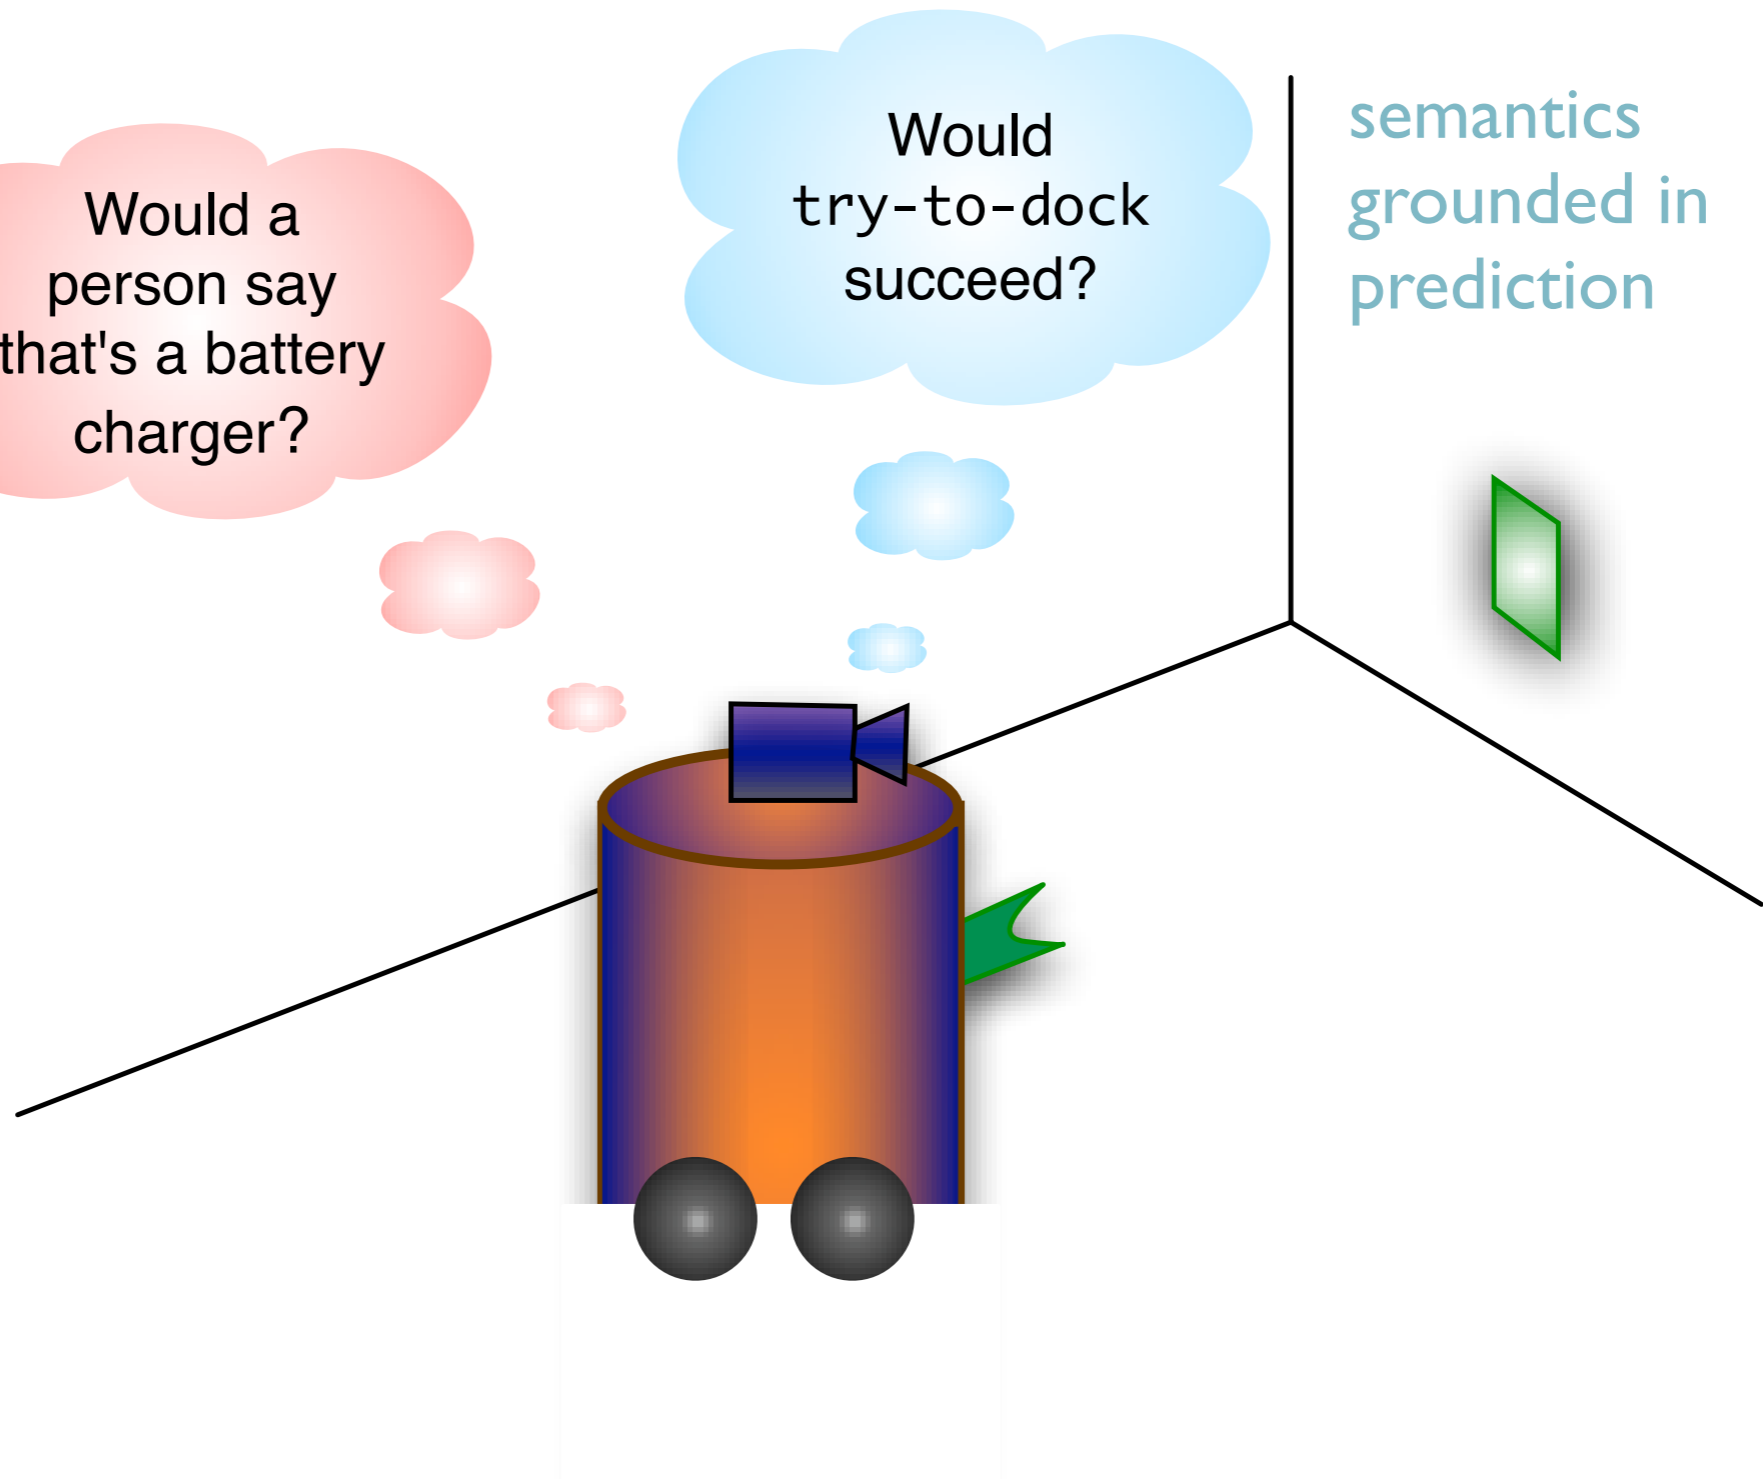 Would a
person say
that's a battery
charger?
Would
try-to-dock
succeed?
semantics
grounded in
prediction